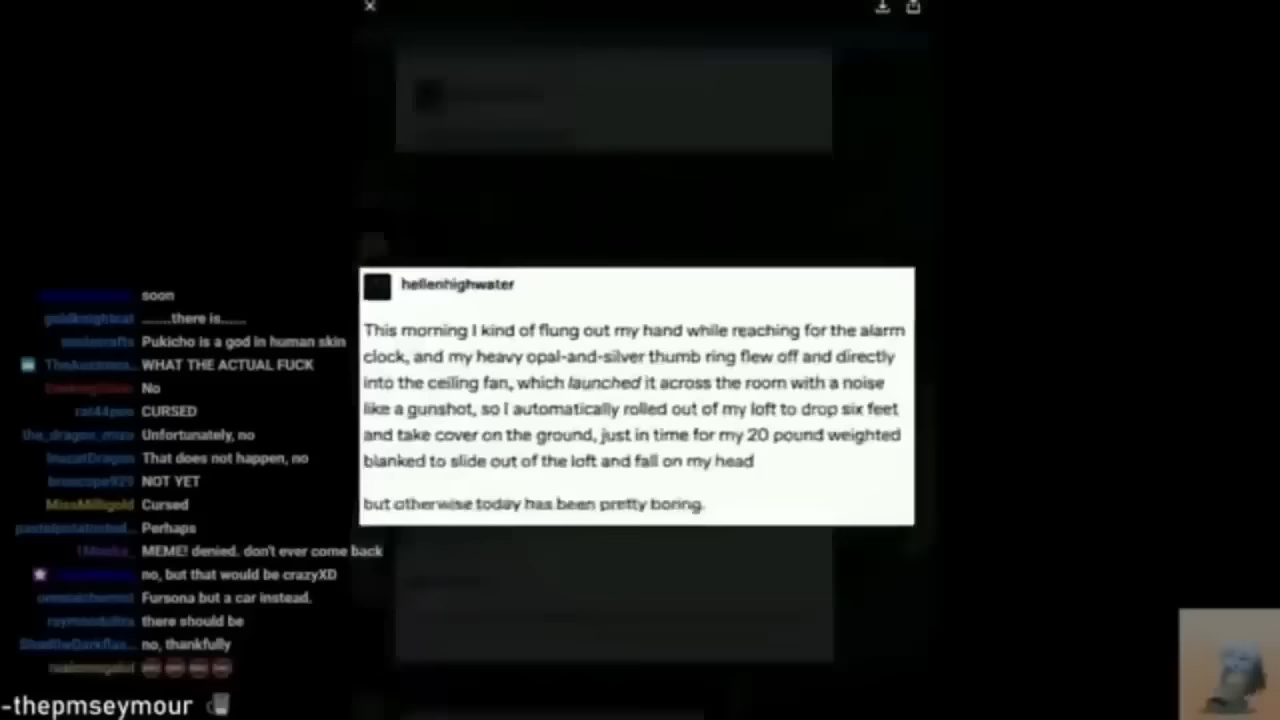 hellenhighwater
This morning I kind of flung out my hand while reaching for the alarm
clock, and my heavy opal-and-silver thumb ring flew off and directly
into the ceiling fan, which launched it across the room with a noise
like a gunshot, so I automatically rolled out of my loft to drop six feet
and take cover on the ground, just in time for my 20 pound weighted
blanked to slide out of the loft and fall on my head
but otherwise today has been pretty boring.
soon
.......there is......
Pukicho is a god in human skin
WHAT THE ACTUAL FUCK
No
CURSED
the_dragon_miso Unfortunately, no
That does not happen, no
NOT YET
MissMilligold Cursed
Perhaps
MEME! denied. don't ever come back
no, but that would be crazyXD
Fursona but a car instead.
there should be
no, thankfully
-thepmseymour